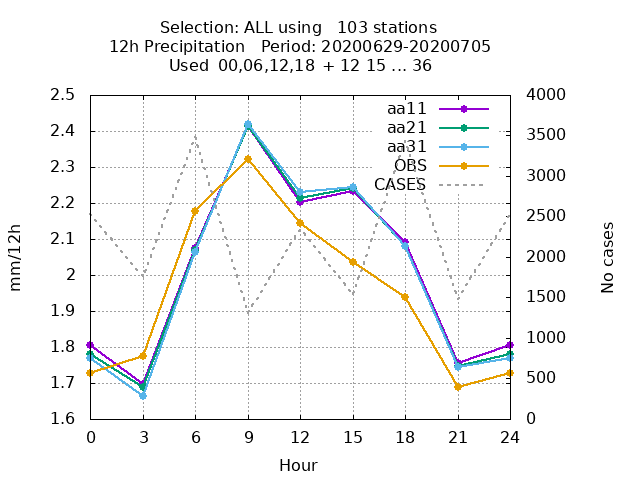 Selection: ALL using 103 stations
12h Precipitation Period: 20200629-20200705
Used 00,06,12,18 + 12 15 ... 36
2.5
2.4
2.3
2.2
2.1
2
1.9
1.8
1.7
1.6
mm/12h
aa11
aa21
aa31
OBS
CASES
4000
3500
3000
2500
2000
1500
1000
500
0
No cases
0 3 6 9 12 15 18 21 24
Hour